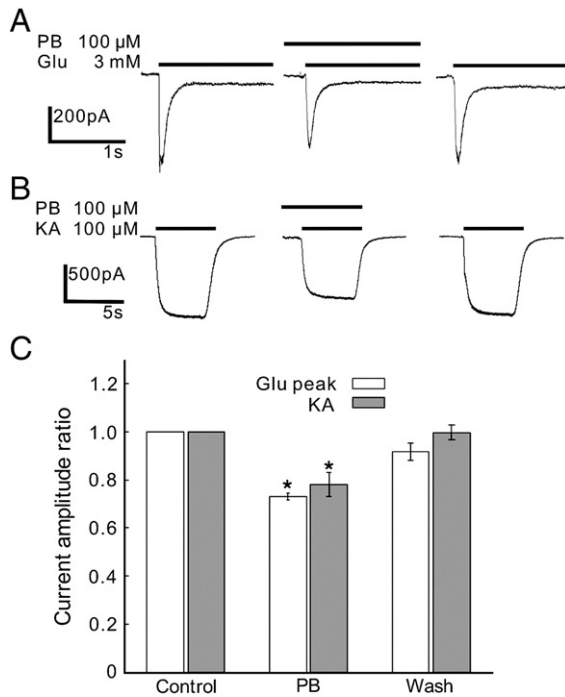 A
PB 100 µM
Glu 3 mM
200pA
1s
B
PB 100 µM
KA 100 µM
500pA
5s
C
Glu peak
KA
Current amplitude ratio
1.2
1.0
0.8
0.6
0.4
0.2
0
*
*
Control PB Wash